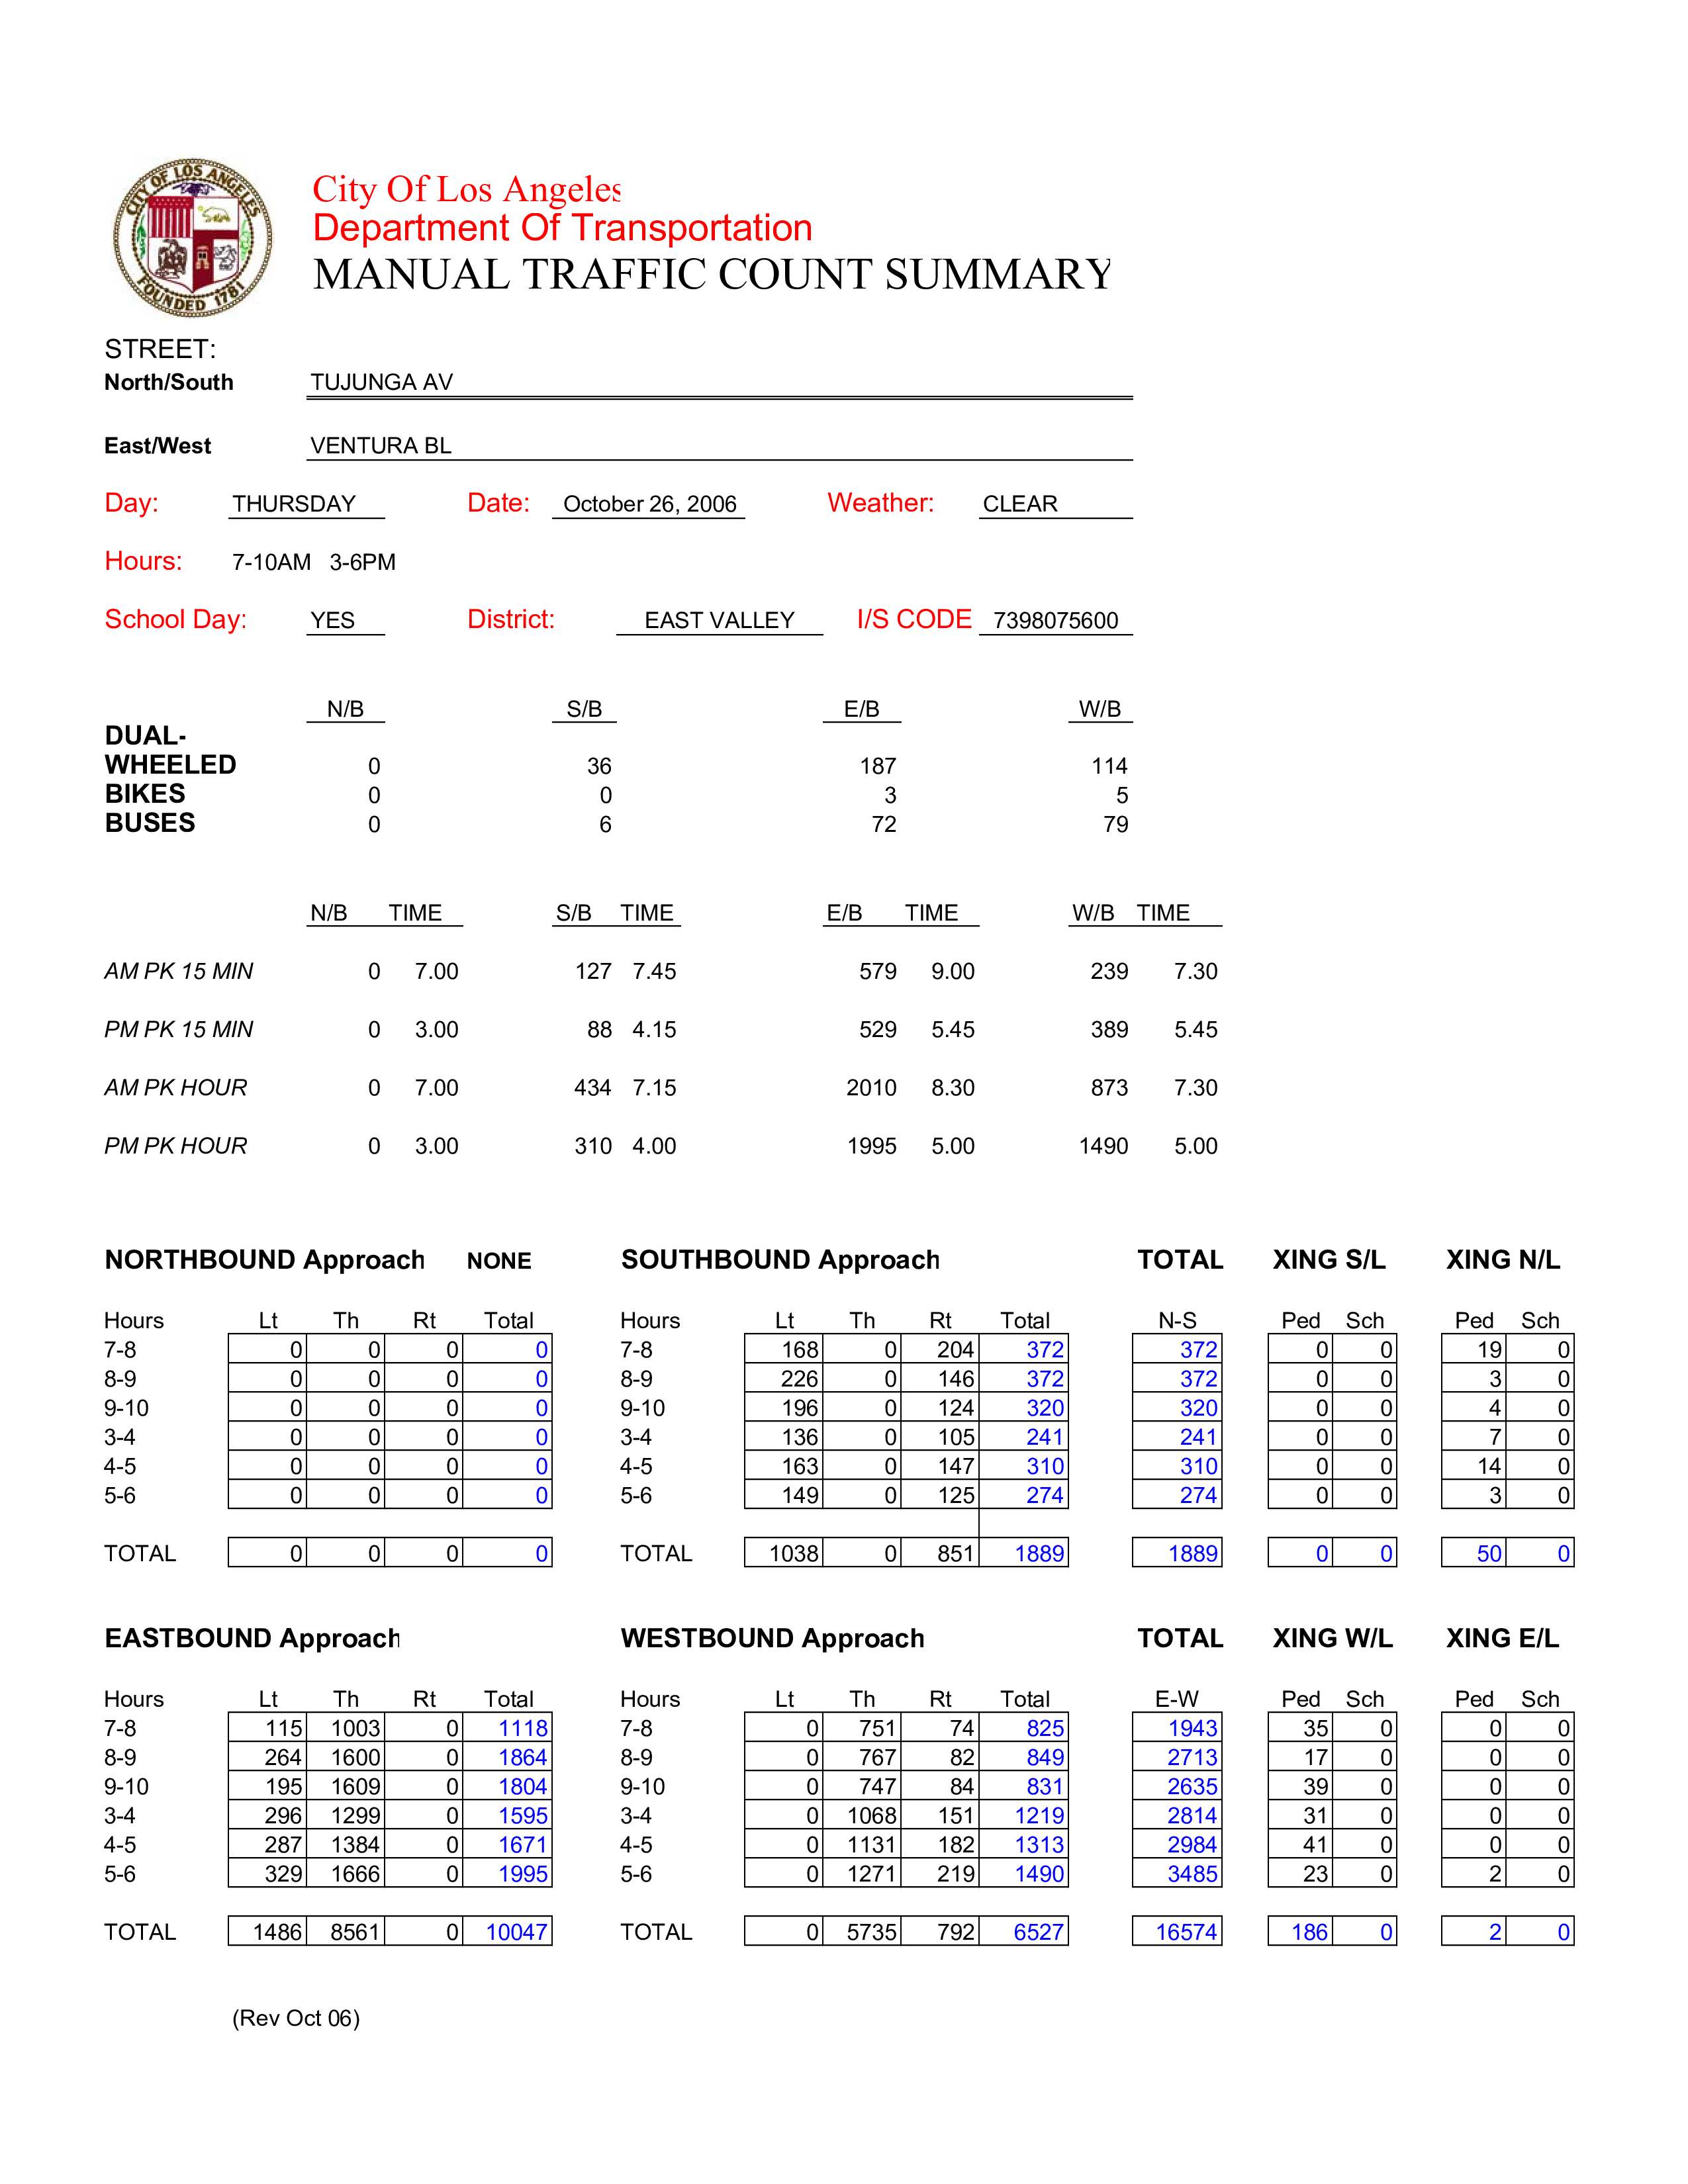 CITY OF LOS ANGELES
FOUNDED 1781
City Of Los Angeles
Department Of Transportation
MANUAL TRAFFIC COUNT SUMMARY
STREET:
North/South TUJUNGA AV
East/West VENTURA BL
Day: THURSDAY Date: October 26, 2006 Weather: CLEAR
Hours: 7-10AM 3-6PM
School Day: YES District: EAST VALLEY I/S CODE 7398075600
N/B S/B E/B W/B
DUAL-
WHEELED 0 36 187 114
BIKES 0 0 3 5
BUSES 0 6 72 79
N/B TIME S/B TIME E/B TIME W/B TIME
AM PK 15 MIN 0 7.00 127 7.45 579 9.00 239 7.30
PM PK 15 MIN 0 3.00 88 4.15 529 5.45 389 5.45
AM PK HOUR 0 7.00 434 7.15 2010 8.30 873 7.30
PM PK HOUR 0 3.00 310 4.00 1995 5.00 1490 5.00
NORTHBOUND Approach NONE SOUTHBOUND Approach TOTAL XING S/L XING N/L
Hours Lt Th Rt Total Hours Lt Th Rt Total N-S Ped Sch Ped Sch
7-8 0 0 0 0 7-8 168 0 204 372 372 0 0 19 0
8-9 0 0 0 0 8-9 226 0 146 372 372 0 0 3 0
9-10 0 0 0 0 9-10 196 0 124 320 320 0 0 4 0
3-4 0 0 0 0 3-4 136 0 105 241 241 0 0 7 0
4-5 0 0 0 0 4-5 163 0 147 310 310 0 0 14 0
5-6 0 0 0 0 5-6 149 0 125 274 274 0 0 3 0
TOTAL 0 0 0 0 TOTAL 1038 0 851 1889 1889 0 0 50 0
EASTBOUND Approach WESTBOUND Approach TOTAL XING W/L XING E/L
Hours Lt Th Rt Total Hours Lt Th Rt Total E-W Ped Sch Ped Sch
7-8 115 1003 0 1118 7-8 0 751 74 825 1943 35 0 0 0
8-9 264 1600 0 1864 8-9 0 767 82 849 2713 17 0 0 0
9-10 195 1609 0 1804 9-10 0 747 84 831 2635 39 0 0 0
3-4 296 1299 0 1595 3-4 0 1068 151 1219 2814 31 0 0 0
4-5 287 1384 0 1671 4-5 0 1131 182 1313 2984 41 0 0 0
5-6 329 1666 0 1995 5-6 0 1271 219 1490 3485 23 0 2 0
TOTAL 1486 8561 0 10047 TOTAL 0 5735 792 6527 16574 186 0 2 0
(Rev Oct 06)